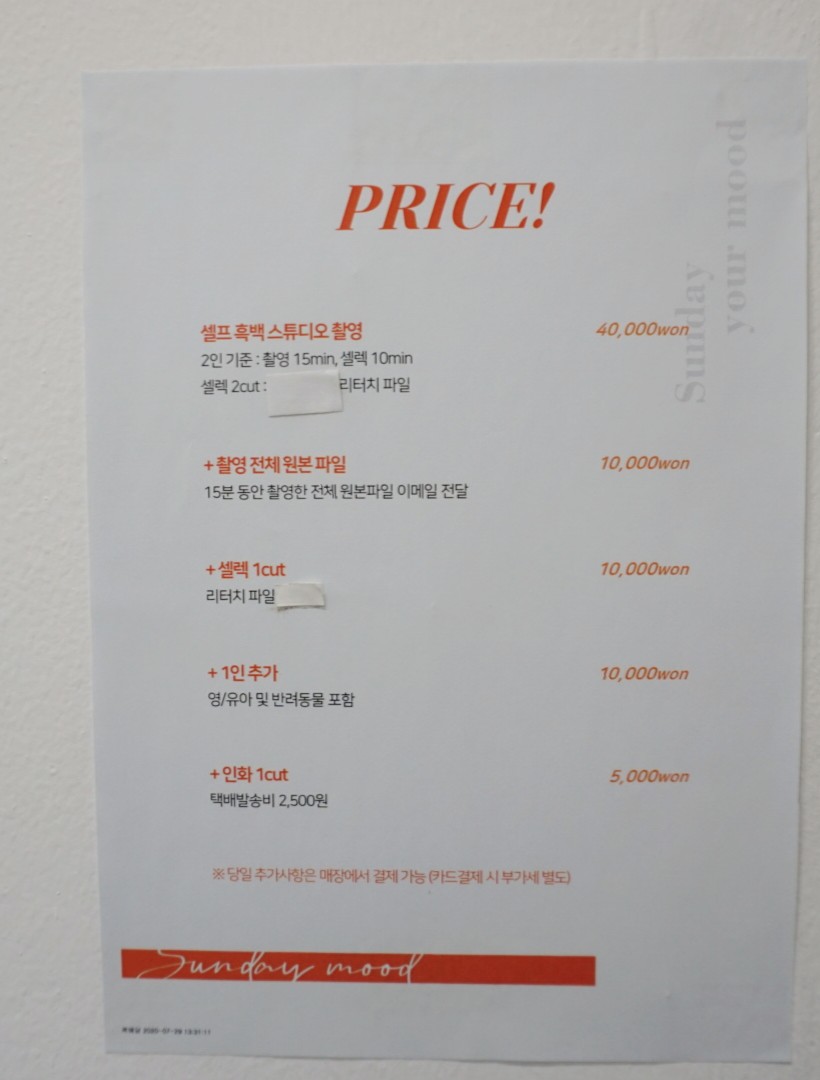 PRICE!
Sunday
your mood
셀프 흑백 스튜디오 촬영 40,000won
2인 기준 : 촬영 15min, 셀렉 10min
셀렉 2cut : 리터치 파일
+ 촬영 전체 원본 파일 10,000won
15분 동안 촬영한 전체 원본파일 이메일 전달
+ 셀렉 1cut 10,000won
리터치 파일
+ 1인 추가 10,000won
영/유아 및 반려동물 포함
+ 인화 1cut 5,000won
택배발송비 2,500원
※ 당일 추가사항은 매장에서 결제 가능 (카드결제 시 부가세 별도)
Sunday mood